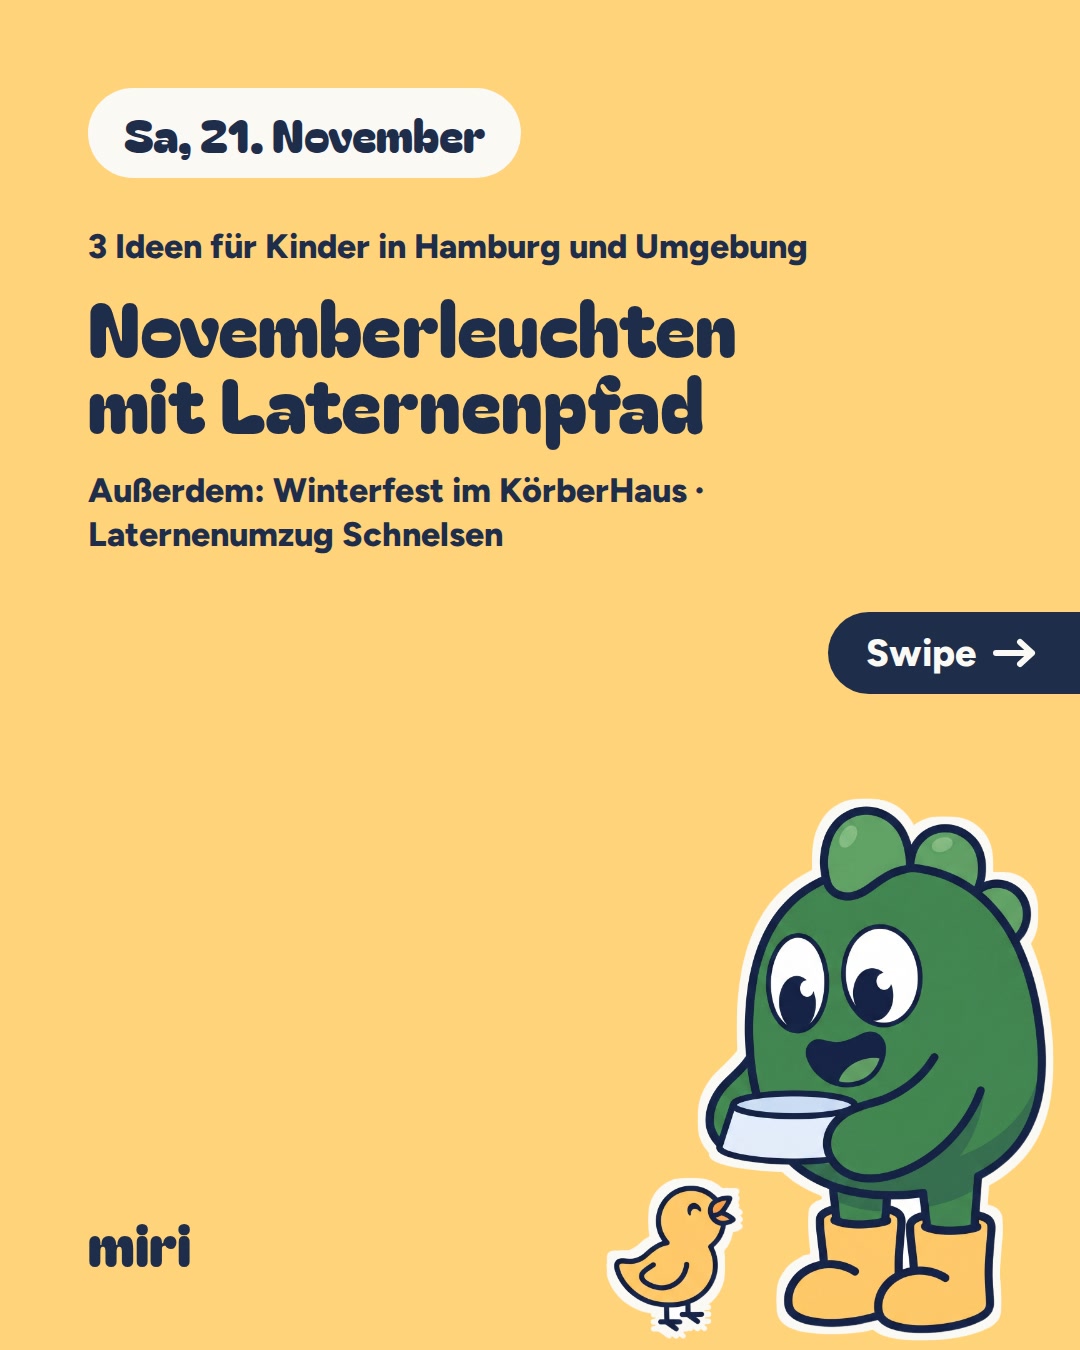 Sa, 21. November
3 Ideen für Kinder in Hamburg und Umgebung
Novemberleuchten
mit Laternenpfad
Außerdem: Winterfest im KörberHaus ·
Laternenumzug Schnelsen
Swipe →
miri